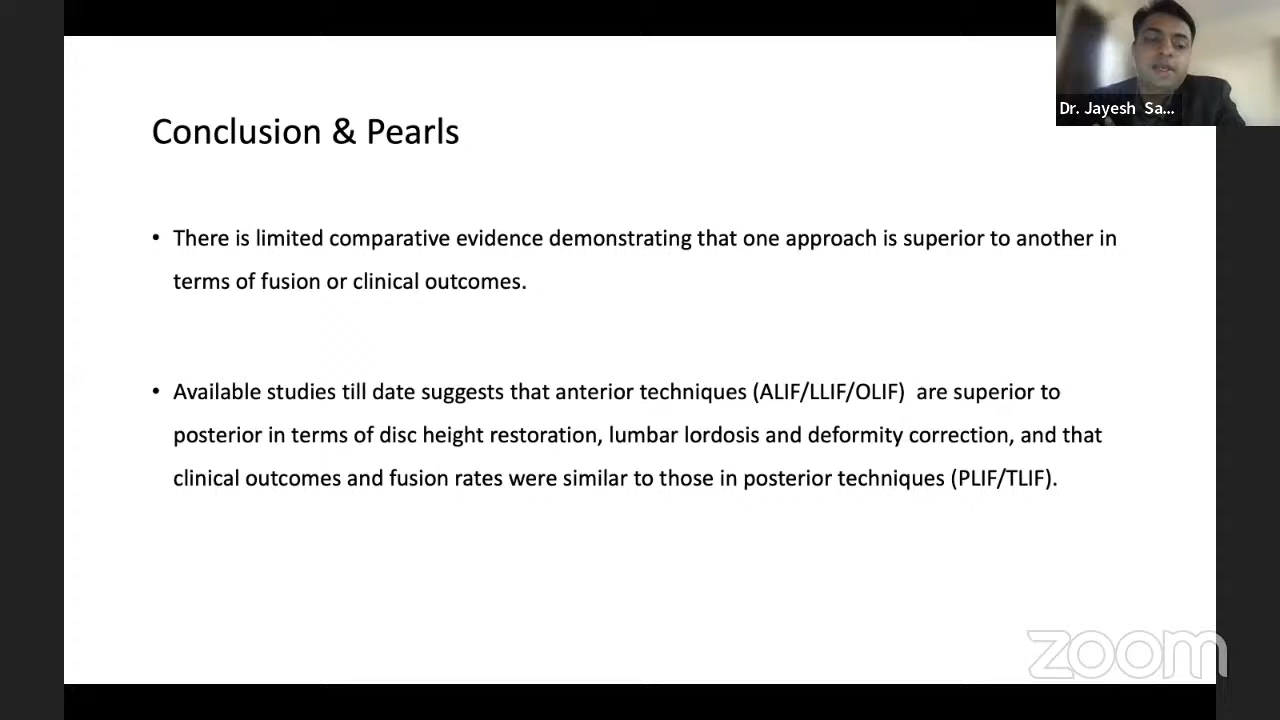 Dr. Jayesh Sa...
Conclusion & Pearls
• There is limited comparative evidence demonstrating that one approach is superior to another in
terms of fusion or clinical outcomes.
• Available studies till date suggests that anterior techniques (ALIF/LLIF/OLIF) are superior to
posterior in terms of disc height restoration, lumbar lordosis and deformity correction, and that
clinical outcomes and fusion rates were similar to those in posterior techniques (PLIF/TLIF).
zoom